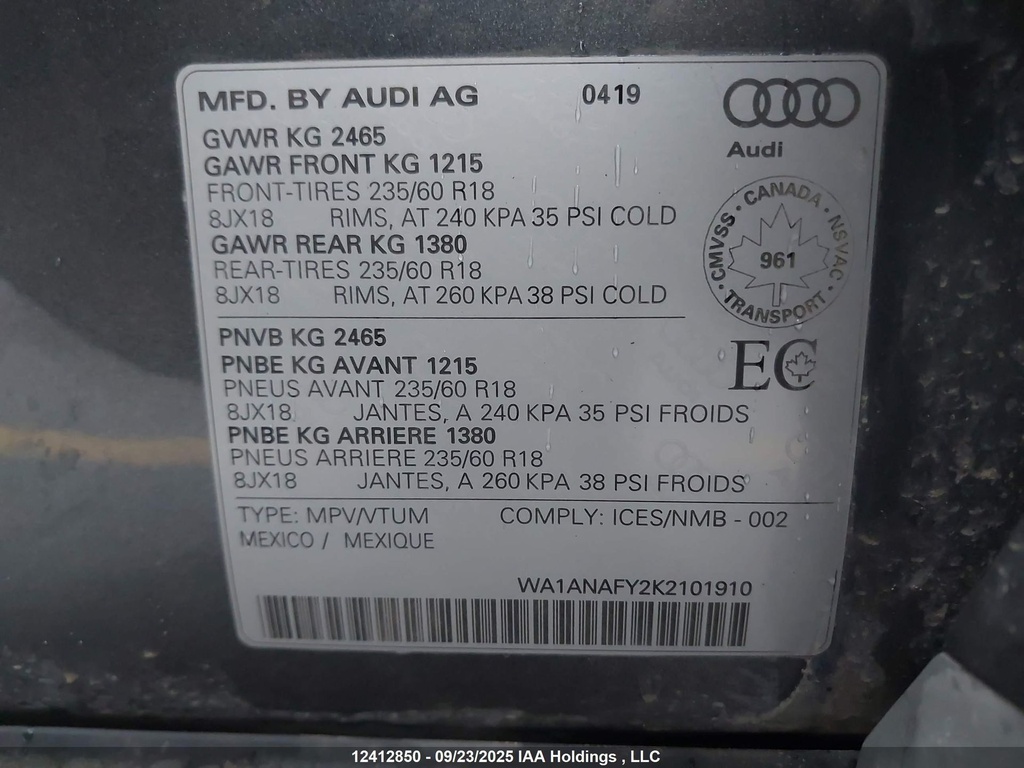 MFD. BY AUDI AG 0419
Audi
GVWR KG 2465
GAWR FRONT KG 1215
FRONT-TIRES 235/60 R18
8JX18 RIMS, AT 240 KPA 35 PSI COLD
GAWR REAR KG 1380
REAR-TIRES 235/60 R18
8JX18 RIMS, AT 260 KPA 38 PSI COLD
CANADA · NSVAC · TRANSPORT · CMVSS ·
961
PNVB KG 2465
PNBE KG AVANT 1215
PNEUS AVANT 235/60 R18
8JX18 JANTES, A 240 KPA 35 PSI FROIDS
PNBE KG ARRIERE 1380
PNEUS ARRIERE 235/60 R18
8JX18 JANTES, A 260 KPA 38 PSI FROIDS
EC
TYPE: MPV/VTUM COMPLY: ICES/NMB - 002
MEXICO / MEXIQUE
WA1ANAFY2K2101910
12412850 - 09/23/2025 IAA Holdings , LLC